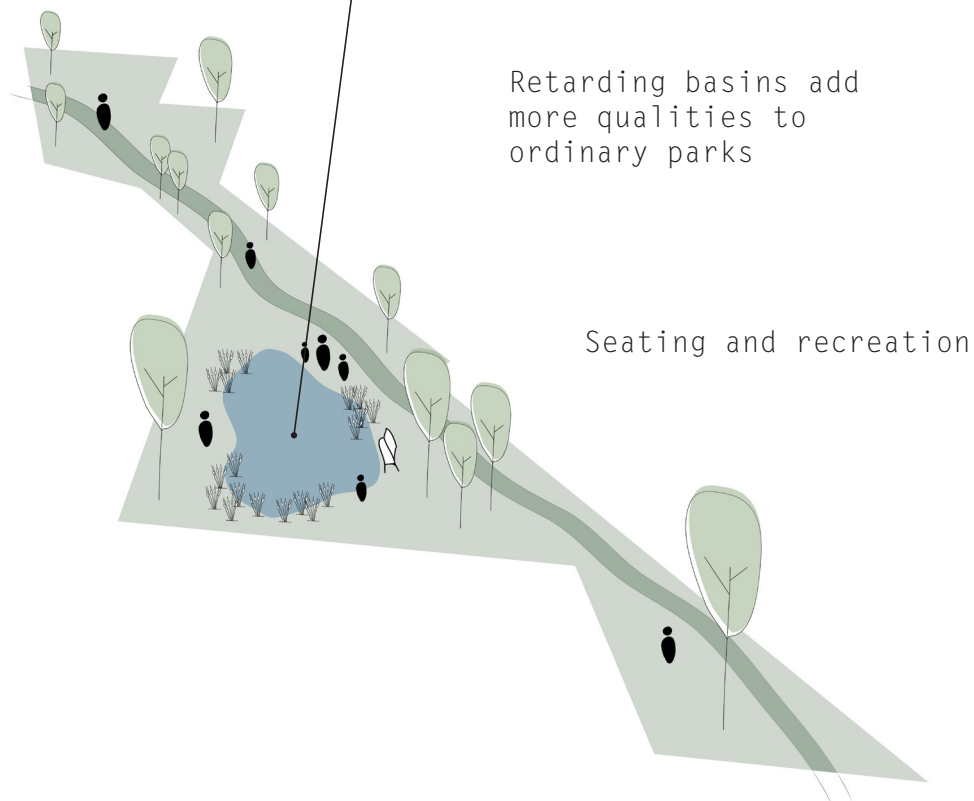 Retarding basins add
more qualities to
ordinary parks
Seating and recreation